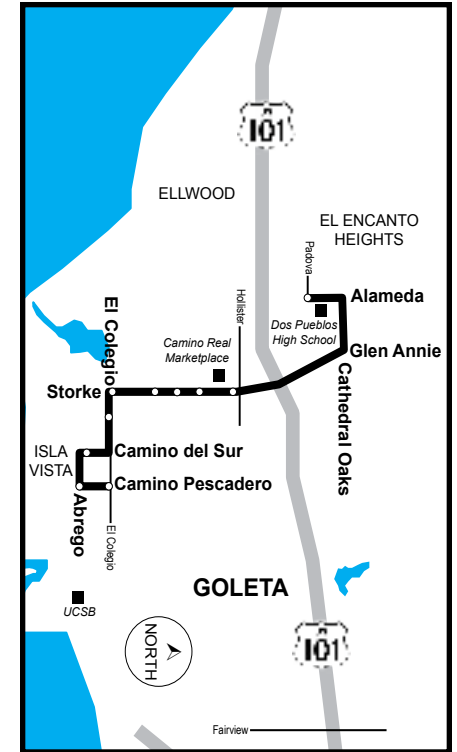 101
ELLWOOD
EL ENCANTO
HEIGHTS
Padova
Alameda
Hollister
Dos Pueblos
High School
El Colegio
Camino Real
Marketplace
Glen Annie
Cathedral Oaks
Storke
ISLA
VISTA
Camino del Sur
Camino Pescadero
Abrego
El Colegio
GOLETA
UCSB
NORTH
101
Fairview